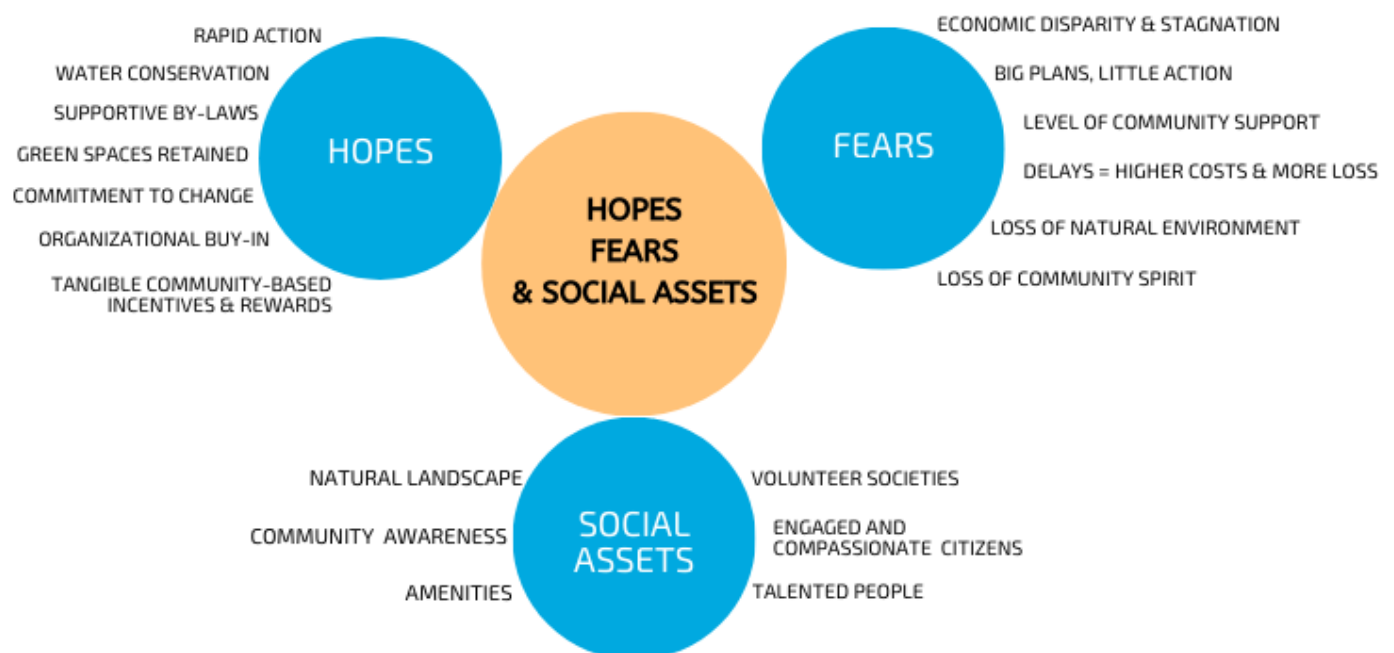 RAPID ACTION
WATER CONSERVATION
SUPPORTIVE BY-LAWS
GREEN SPACES RETAINED
COMMITMENT TO CHANGE
ORGANIZATIONAL BUY-IN
TANGIBLE COMMUNITY-BASED
INCENTIVES & REWARDS
HOPES
HOPES
FEARS
& SOCIAL ASSETS
FEARS
ECONOMIC DISPARITY & STAGNATION
BIG PLANS, LITTLE ACTION
LEVEL OF COMMUNITY SUPPORT
DELAYS = HIGHER COSTS & MORE LOSS
LOSS OF NATURAL ENVIRONMENT
LOSS OF COMMUNITY SPIRIT
NATURAL LANDSCAPE
COMMUNITY AWARENESS
AMENITIES
SOCIAL
ASSETS
VOLUNTEER SOCIETIES
ENGAGED AND
COMPASSIONATE CITIZENS
TALENTED PEOPLE